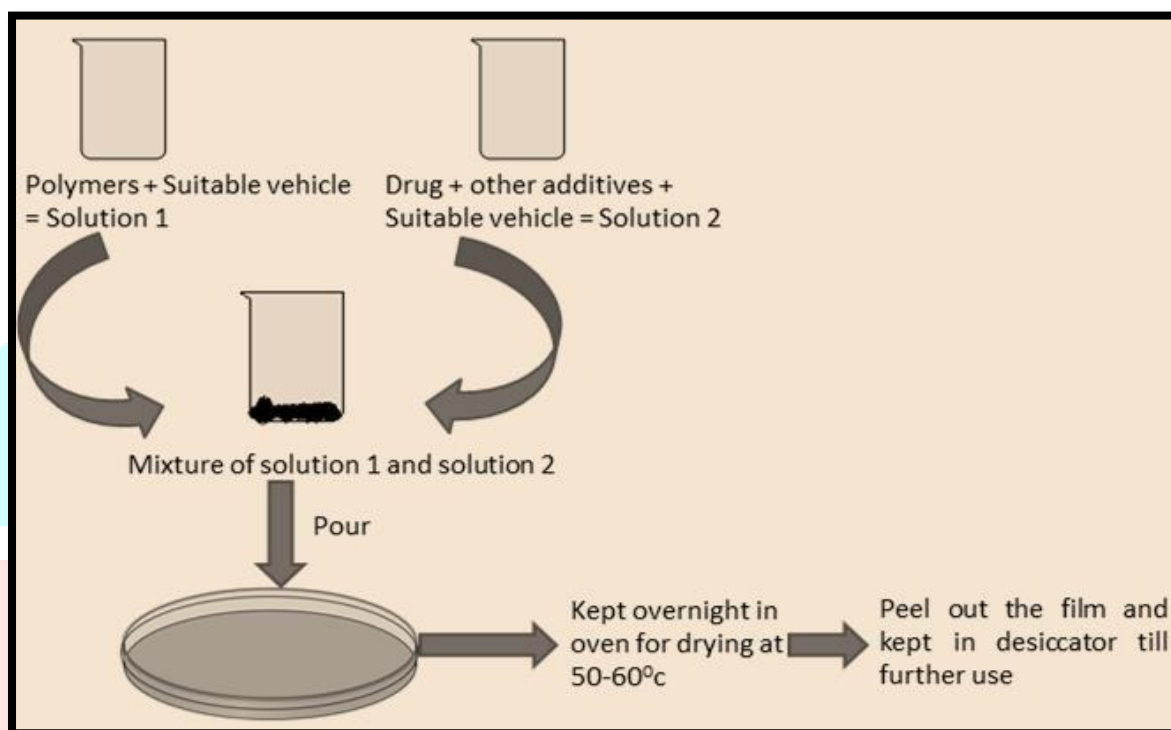 Polymers + Suitable vehicle
= Solution 1
Drug + other additives +
Suitable vehicle = Solution 2
Mixture of solution 1 and solution 2
Pour
Kept overnight in
oven for drying at
50-60⁰c
Peel out the film and
kept in desiccator till
further use